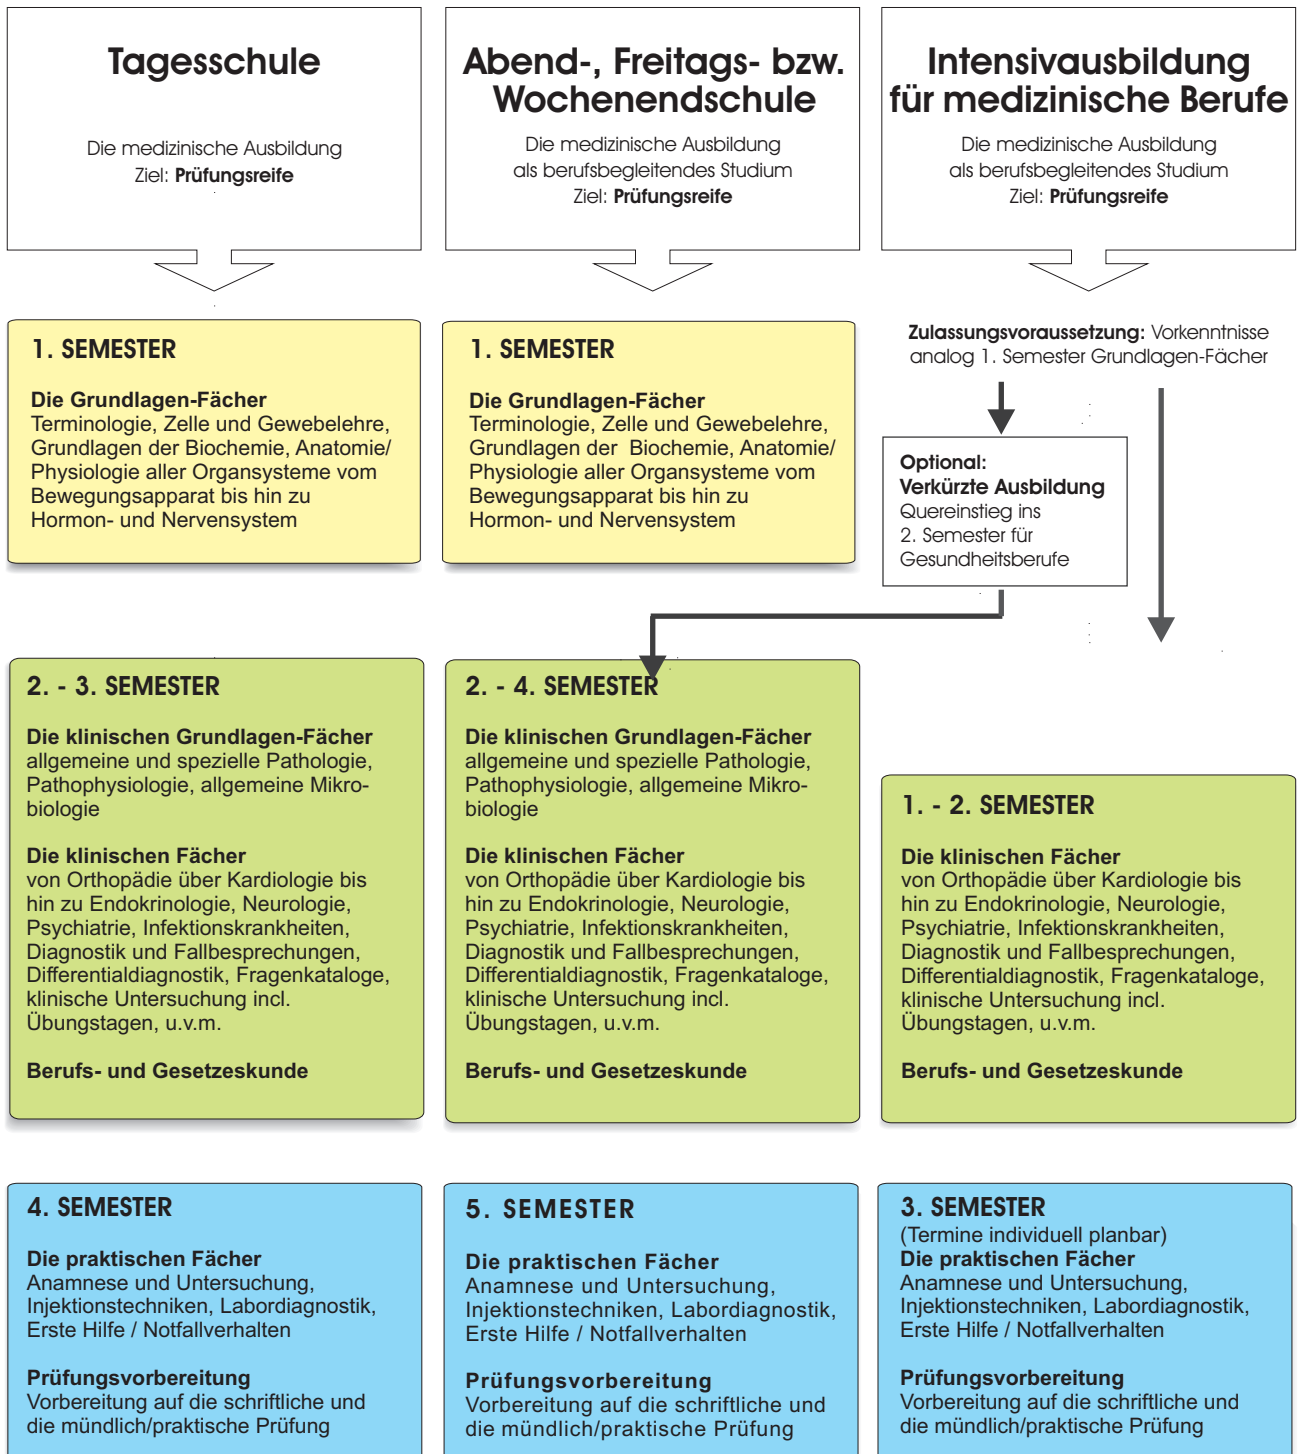 Tagesschule
Die medizinische Ausbildung
Ziel: Prüfungsreife
Abend-, Freitags- bzw.
Wochenendschule
Die medizinische Ausbildung
als berufsbegleitendes Studium
Ziel: Prüfungsreife
Intensivausbildung
für medizinische Berufe
Die medizinische Ausbildung
als berufsbegleitendes Studium
Ziel: Prüfungsreife
1. SEMESTER
Die Grundlagen-Fächer
Terminologie, Zelle und Gewebelehre,
Grundlagen der Biochemie, Anatomie/
Physiologie aller Organsysteme vom
Bewegungsapparat bis hin zu
Hormon- und Nervensystem
1. SEMESTER
Die Grundlagen-Fächer
Terminologie, Zelle und Gewebelehre,
Grundlagen der Biochemie, Anatomie/
Physiologie aller Organsysteme vom
Bewegungsapparat bis hin zu
Hormon- und Nervensystem
Zulassungsvoraussetzung: Vorkenntnisse
analog 1. Semester Grundlagen-Fächer
Optional:
Verkürzte Ausbildung
Quereinstieg ins
2. Semester für
Gesundheitsberufe
2. - 3. SEMESTER
Die klinischen Grundlagen-Fächer
allgemeine und spezielle Pathologie,
Pathophysiologie, allgemeine Mikro-
biologie
Die klinischen Fächer
von Orthopädie über Kardiologie bis
hin zu Endokrinologie, Neurologie,
Psychiatrie, Infektionskrankheiten,
Diagnostik und Fallbesprechungen,
Differentialdiagnostik, Fragenkataloge,
klinische Untersuchung incl.
Übungstagen, u.v.m.
Berufs- und Gesetzeskunde
2. - 4. SEMESTER
Die klinischen Grundlagen-Fächer
allgemeine und spezielle Pathologie,
Pathophysiologie, allgemeine Mikro-
biologie
Die klinischen Fächer
von Orthopädie über Kardiologie bis
hin zu Endokrinologie, Neurologie,
Psychiatrie, Infektionskrankheiten,
Diagnostik und Fallbesprechungen,
Differentialdiagnostik, Fragenkataloge,
klinische Untersuchung incl.
Übungstagen, u.v.m.
Berufs- und Gesetzeskunde
1. - 2. SEMESTER
Die klinischen Fächer
von Orthopädie über Kardiologie bis
hin zu Endokrinologie, Neurologie,
Psychiatrie, Infektionskrankheiten,
Diagnostik und Fallbesprechungen,
Differentialdiagnostik, Fragenkataloge,
klinische Untersuchung incl.
Übungstagen, u.v.m.
Berufs- und Gesetzeskunde
4. SEMESTER
Die praktischen Fächer
Anamnese und Untersuchung,
Injektionstechniken, Labordiagnostik,
Erste Hilfe / Notfallverhalten
Prüfungsvorbereitung
Vorbereitung auf die schriftliche und
die mündlich/praktische Prüfung
5. SEMESTER
Die praktischen Fächer
Anamnese und Untersuchung,
Injektionstechniken, Labordiagnostik,
Erste Hilfe / Notfallverhalten
Prüfungsvorbereitung
Vorbereitung auf die schriftliche und
die mündlich/praktische Prüfung
3. SEMESTER
(Termine individuell planbar)
Die praktischen Fächer
Anamnese und Untersuchung,
Injektionstechniken, Labordiagnostik,
Erste Hilfe / Notfallverhalten
Prüfungsvorbereitung
Vorbereitung auf die schriftliche und
die mündlich/praktische Prüfung